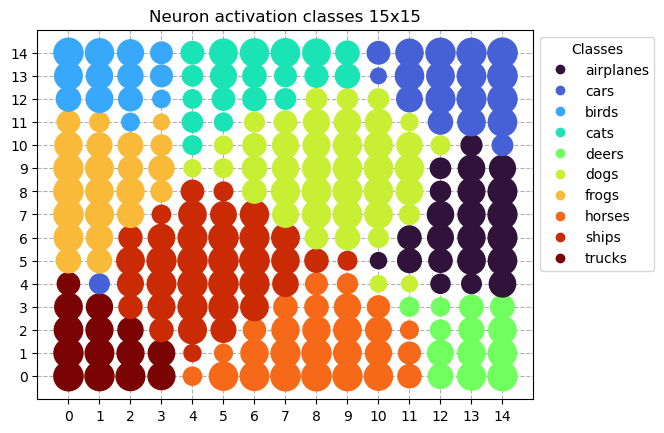 Neuron activation classes 15x15
14
13
12
11
10
9
8
7
6
5
4
3
2
1
0
0 1 2 3 4 5 6 7 8 9 10 11 12 13 14
Classes
airplanes
cars
birds
cats
deers
dogs
frogs
horses
ships
trucks